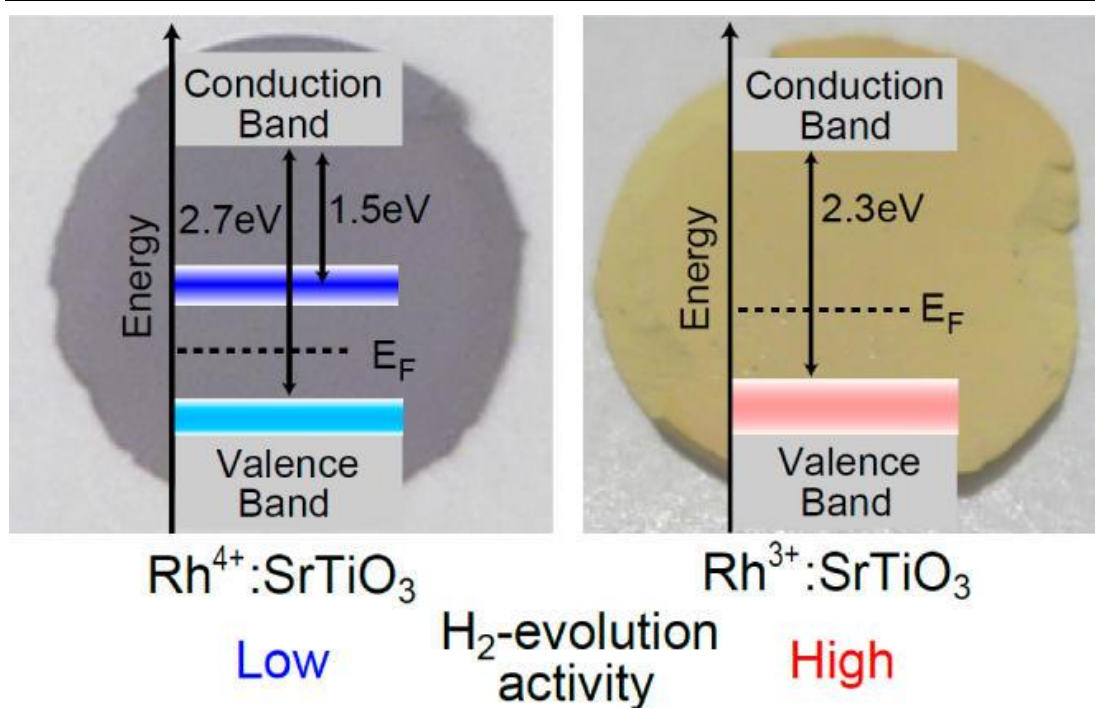 Conduction
Band
Energy
2.7eV
1.5eV
E_F
Valence
Band
Rh⁴⁺:SrTiO₃
Low
Conduction
Band
Energy
2.3eV
E_F
Valence
Band
Rh³⁺:SrTiO₃
High
H₂-evolution
activity